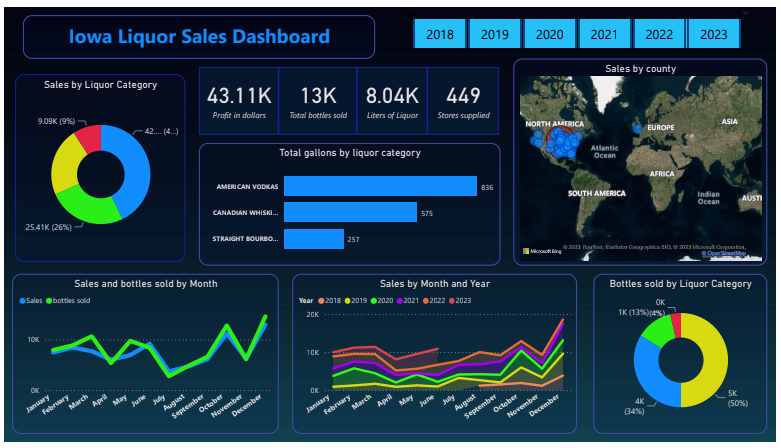 Iowa Liquor Sales Dashboard
2018 2019 2020 2021 2022 2023
Sales by Liquor Category
9.09K (9%)
42.... (4...)
25.41K (26%)
43.11K
Profit in dollars
13K
Total bottles sold
8.04K
Liters of Liquor
449
Stores supplied
Total gallons by liquor category
AMERICAN VODKAS 836
CANADIAN WHISKI... 575
STRAIGHT BOURBO... 257
Sales by county
NORTH AMERICA
EUROPE
ASIA
Atlantic
Ocean
AFRICA
SOUTH AMERICA
Indian
Ocean
AUSTI
Microsoft Bing
© 2023 TomTom, Earthstar Geographics SIO, © 2023 Microsoft Corporation,
© OpenStreetMap
Sales and bottles sold by Month
Sales bottles sold
10K
0K
January February March April May June July August September October November December
Sales by Month and Year
Year 2018 2019 2020 2021 2022 2023
20K
10K
0K
January February March April May June July August September October November December
Bottles sold by Liquor Category
0K
(4%)
1K (13%)
4K
(34%)
5K
(50%)